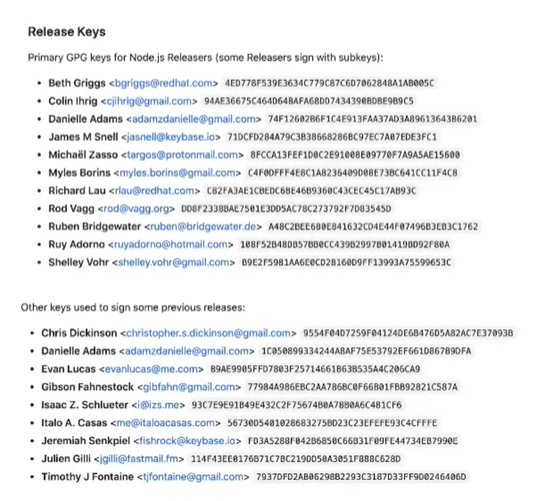 Release Keys
Primary GPG keys for Node.js Releasers (some Releasers sign with subkeys):
• Beth Griggs <bgriggs@redhat.com> 4ED778F539E3634C779C87C6D7062848A1AB005C
• Colin Ihrig <cjihrig@gmail.com> 94AE36675C464D64BAFA68DD7434390BDBE9B9C5
• Danielle Adams <adamzdanielle@gmail.com> 74F12602B6F1C4E913FAA37AD3A89613643B6201
• James M Snell <jasnell@keybase.io> 71DCFD284A79C3B38668286BC97EC7A07EDE3FC1
• Michaël Zasso <targos@protonmail.com> 8FCCA13FEF1D0C2E91008E09770F7A9A5AE15600
• Myles Borins <myles.borins@gmail.com> C4F0DFFF4E8C1A8236409D08E73BC641CC11F4C8
• Richard Lau <rlau@redhat.com> C82FA3AE1CBEDC6BE46B9360C43CEC45C17AB93C
• Rod Vagg <rod@vagg.org> DD8F2338BAE7501E3DD5AC78C273792F7D83545D
• Ruben Bridgewater <ruben@bridgewater.de> A48C2BEE680E841632CD4E44F07496B3EB3C1762
• Ruy Adorno <ruyadorno@hotmail.com> 108F52B48DB57BB0CC439B2997B01419BD92F80A
• Shelley Vohr <shelley.vohr@gmail.com> B9E2F5981AA6E0CD28160D9FF13993A75599653C
Other keys used to sign some previous releases:
• Chris Dickinson <christopher.s.dickinson@gmail.com> 9554F04D7259F04124DE6B476D5A82AC7E37093B
• Danielle Adams <adamzdanielle@gmail.com> 1C050899334244A8AF75E53792EF661D867B9DFA
• Evan Lucas <evanlucas@me.com> B9AE9905FFD7803F25714661B63B535A4C206CA9
• Gibson Fahnestock <gibfahn@gmail.com> 77984A986EBC2AA786BC0F66B01FBB92821C587A
• Isaac Z. Schlueter <i@izs.me> 93C7E9E91B49E432C2F75674B0A78B0A6C481CF6
• Italo A. Casas <me@italoacasas.com> 56730D5401028683275BD23C23EFEFE93C4CFFFE
• Jeremiah Senkpiel <fishrock@keybase.io> FD3A5288F042B6850C66B31F09FE44734EB7990E
• Julien Gilli <jgilli@fastmail.fm> 114F43EE0176B71C7BC219DD50A3051F888C628D
• Timothy J Fontaine <tjfontaine@gmail.com> 7937DFD2AB06298B2293C3187D33FF9D0246406D